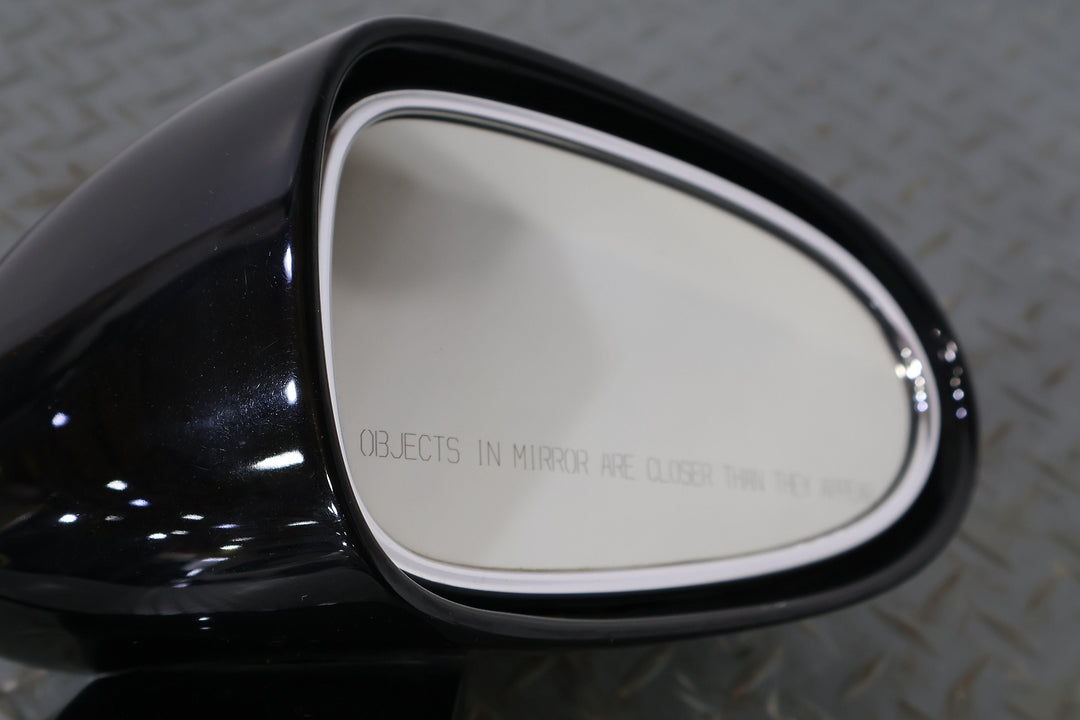 OBJECTS IN MIRROR ARE CLOSER THAN THEY APPEAR